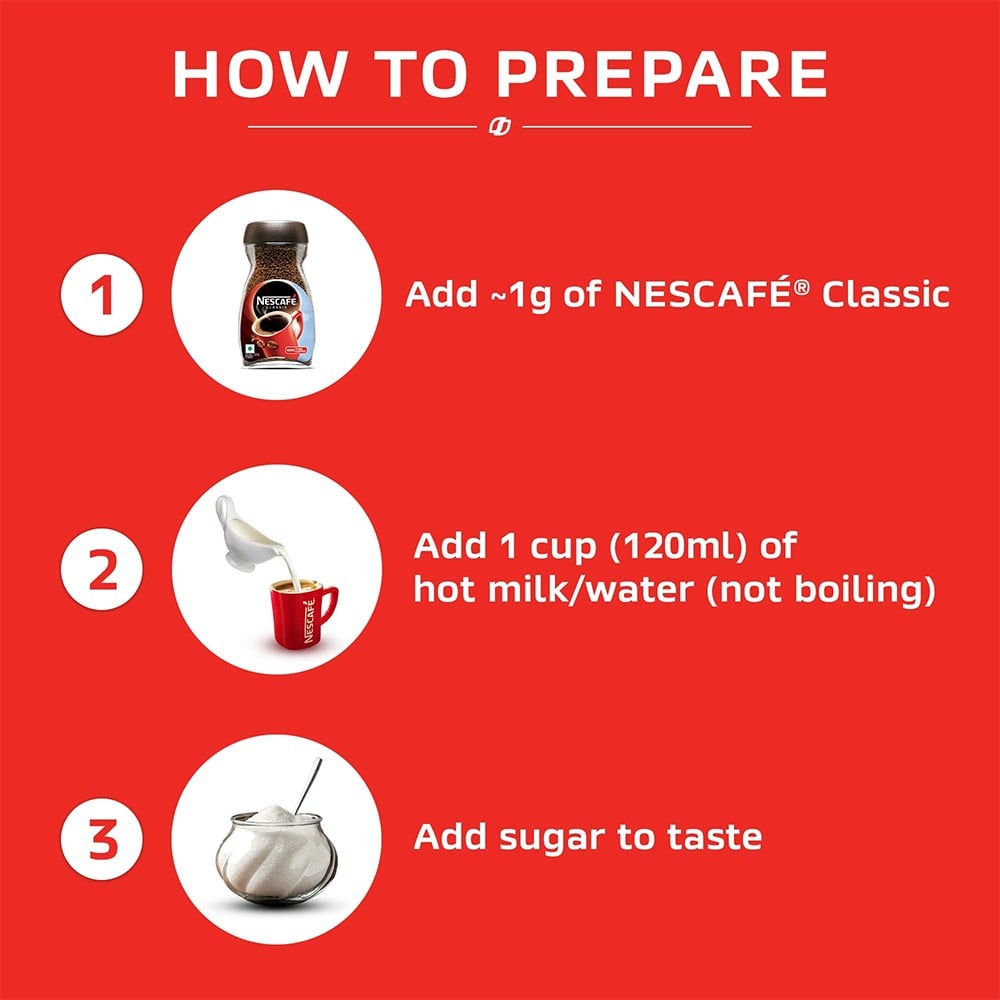 HOW TO PREPARE
1
NESCAFÉ
CLASSIC
Add ~1g of NESCAFÉ® Classic
2
NESCAFÉ
Add 1 cup (120ml) of
hot milk/water (not boiling)
3
Add sugar to taste